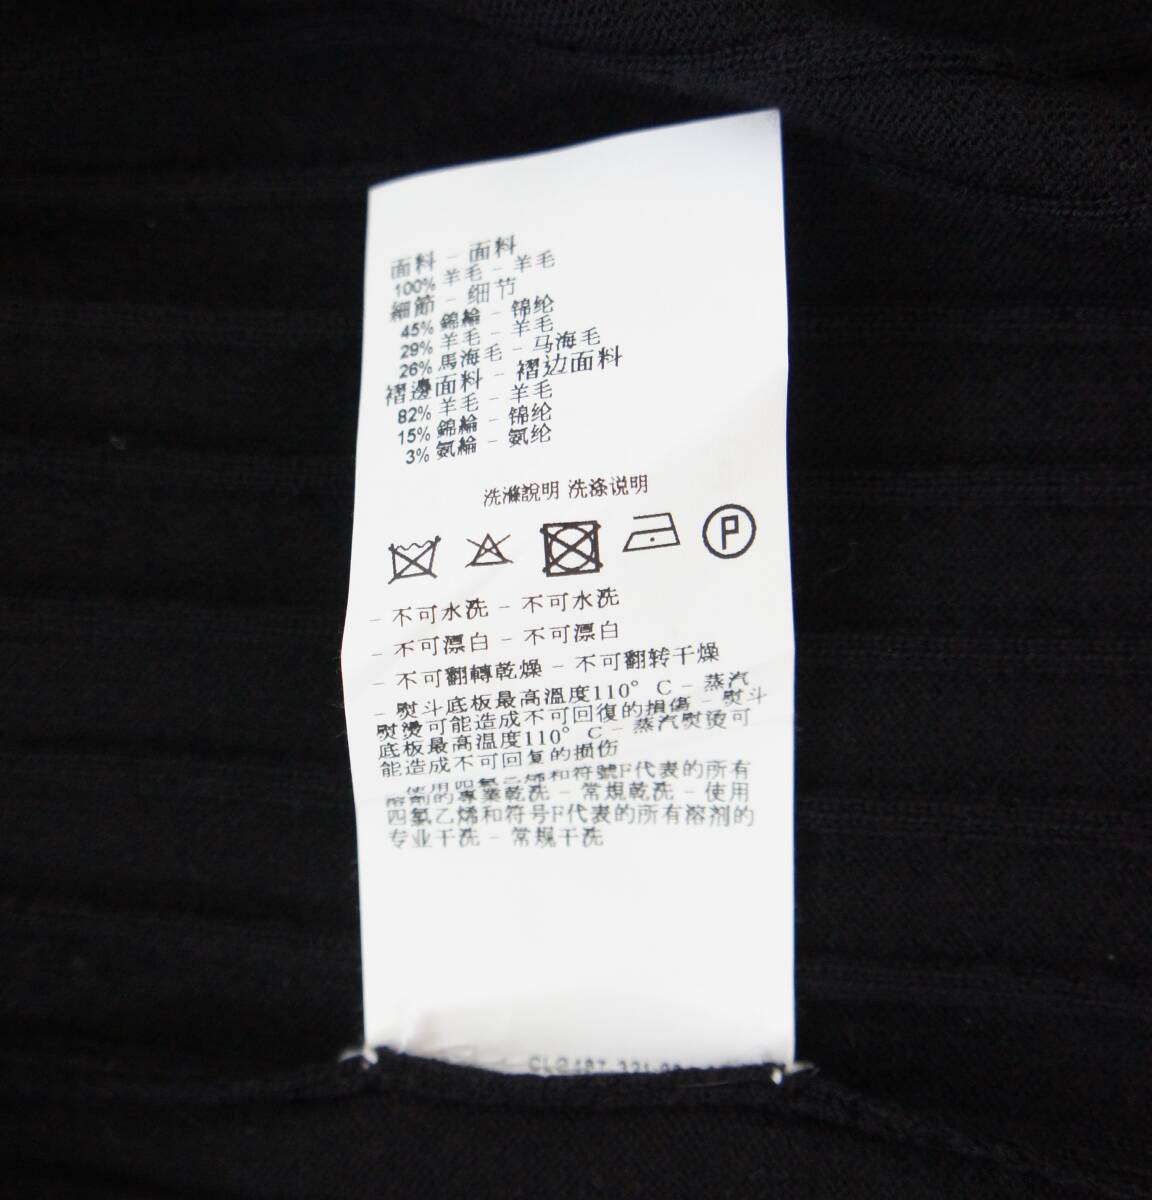 面料 - 面料
100% 羊毛 - 羊毛
細節 - 细节
45% 錦綸 - 锦纶
29% 羊毛 - 羊毛
26% 馬海毛 - 马海毛
褶邊面料 - 褶边面料
82% 羊毛 - 羊毛
15% 錦綸 - 锦纶
3% 氨綸 - 氨纶
洗滌說明 洗涤说明
P
- 不可水洗 - 不可水洗
- 不可漂白 - 不可漂白
- 不可翻轉乾燥 - 不可翻转干燥
- 熨斗底板最高溫度110° C - 蒸汽
熨燙可能造成不可回復的損傷 - 熨斗
底板最高温度110° C - 蒸汽熨烫可
能造成不可回复的损伤
- 使用四氯乙烯和符號F代表的所有
溶劑的專業乾洗 - 常規乾洗 - 使用
四氯乙烯和符号F代表的所有溶剂的
专业干洗 - 常规干洗